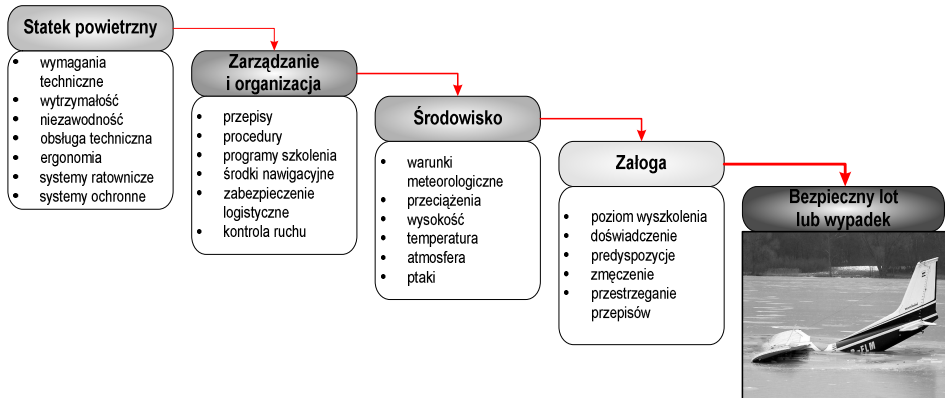 Statek powietrzny
• wymagania
techniczne
• wytrzymałość
• niezawodność
• obsługa techniczna
• ergonomia
• systemy ratownicze
• systemy ochronne
Zarządzanie
i organizacja
• przepisy
• procedury
• programy szkolenia
• środki nawigacyjne
• zabezpieczenie
logistyczne
• kontrola ruchu
Środowisko
• warunki
meteorologiczne
• przeciążenia
• wysokość
• temperatura
• atmosfera
• ptaki
Załoga
• poziom wyszkolenia
• doświadczenie
• predyspozycje
• zmęczenie
• przestrzeganie
przepisów
Bezpieczny lot
lub wypadek